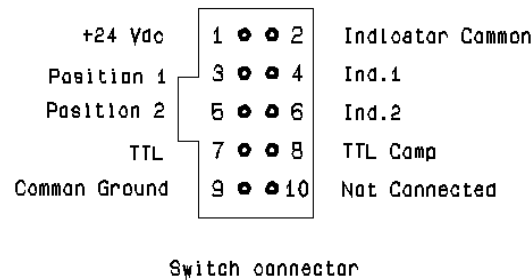 +24 Vdc 1 2 Indicator Common
Position 1 3 4 Ind.1
Position 2 5 6 Ind.2
TTL 7 8 TTL Comp
Common Ground 9 10 Not Connected
Switch connector